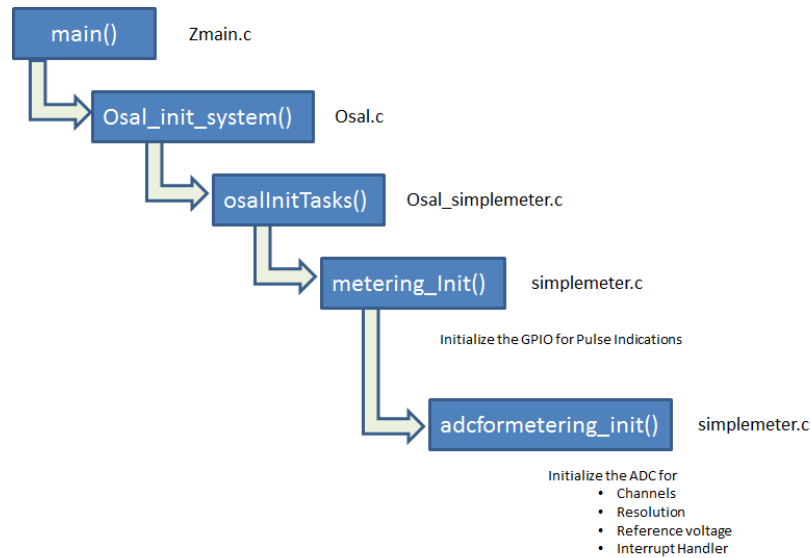 main() Zmain.c
Osal_init_system() Osal.c
osalInitTasks() Osal_simplemeter.c
metering_Init() simplemeter.c
Initialize the GPIO for Pulse Indications
adcformetering_init() simplemeter.c
Initialize the ADC for
• Channels
• Resolution
• Reference voltage
• Interrupt Handler